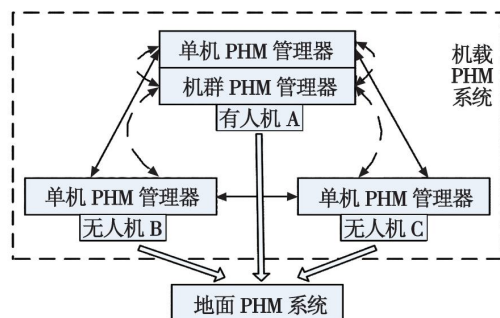 单机 PHM 管理器
机群 PHM 管理器
有人机 A
机载
PHM
系统
单机 PHM 管理器
无人机 B
单机 PHM 管理器
无人机 C
地面 PHM 系统